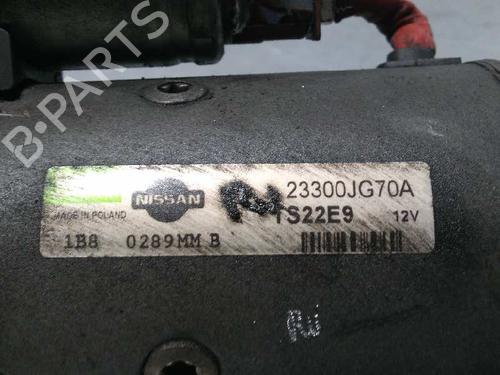 B-PARTS
NISSAN 23300JG70A
MADE IN POLAND TS22E9 12V
1B8 0289MM B